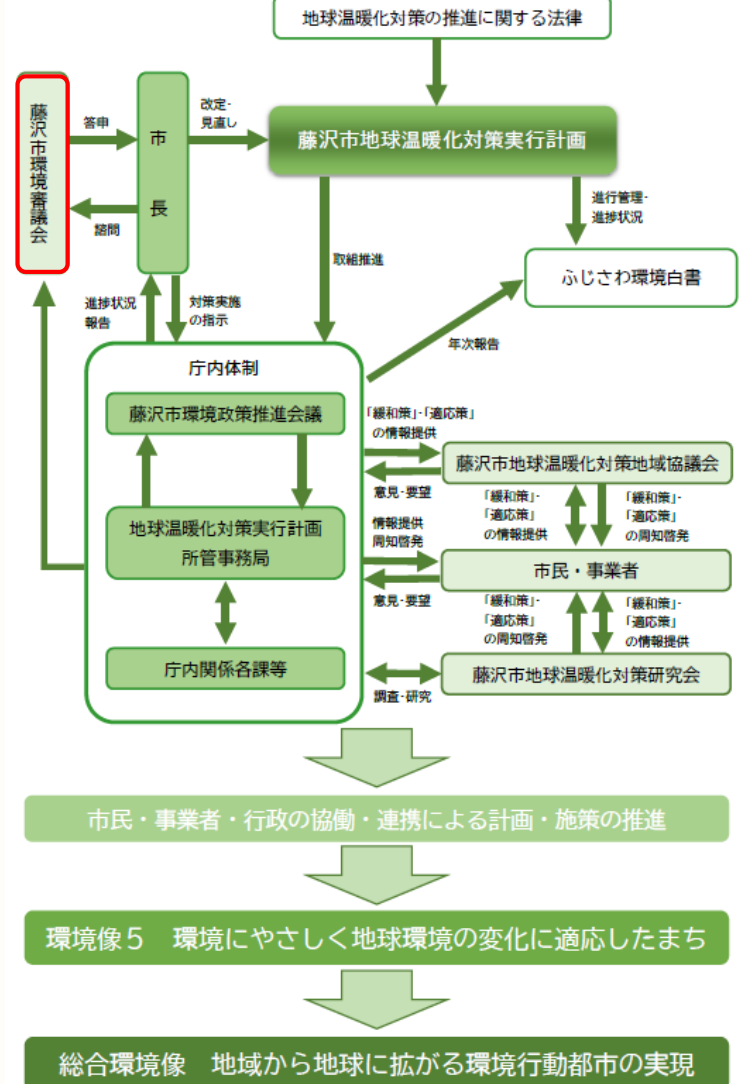 地球温暖化対策の推進に関する法律
藤沢市環境審議会
答申
諮問
市長
改定・
見直し
藤沢市地球温暖化対策実行計画
進行管理・
進捗状況
取組推進
ふじさわ環境白書
進捗状況
報告
対策実施
の指示
年次報告
庁内体制
藤沢市環境政策推進会議
「緩和策」・「適応策」
の情報提供
藤沢市地球温暖化対策地域協議会
意見・要望
「緩和策」・
「適応策」
の情報提供
「緩和策」・
「適応策」
の周知啓発
地球温暖化対策実行計画
所管事務局
情報提供
周知啓発
市民・事業者
意見・要望
「緩和策」・
「適応策」
の周知啓発
「緩和策」・
「適応策」
の情報提供
庁内関係各課等
藤沢市地球温暖化対策研究会
調査・研究
市民・事業者・行政の協働・連携による計画・施策の推進
環境像５　環境にやさしく地球環境の変化に適応したまち
総合環境像　地域から地球に拡がる環境行動都市の実現